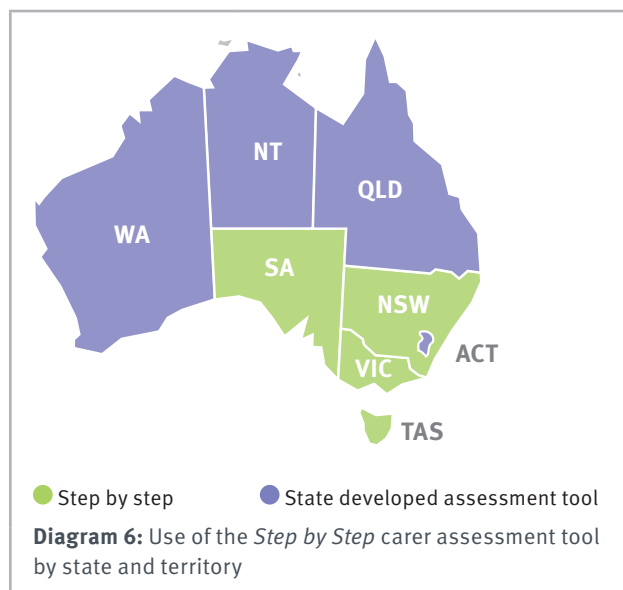 NT
QLD
WA
SA
NSW
ACT
VIC
TAS
Step by step
State developed assessment tool
Diagram 6: Use of the Step by Step carer assessment tool
by state and territory